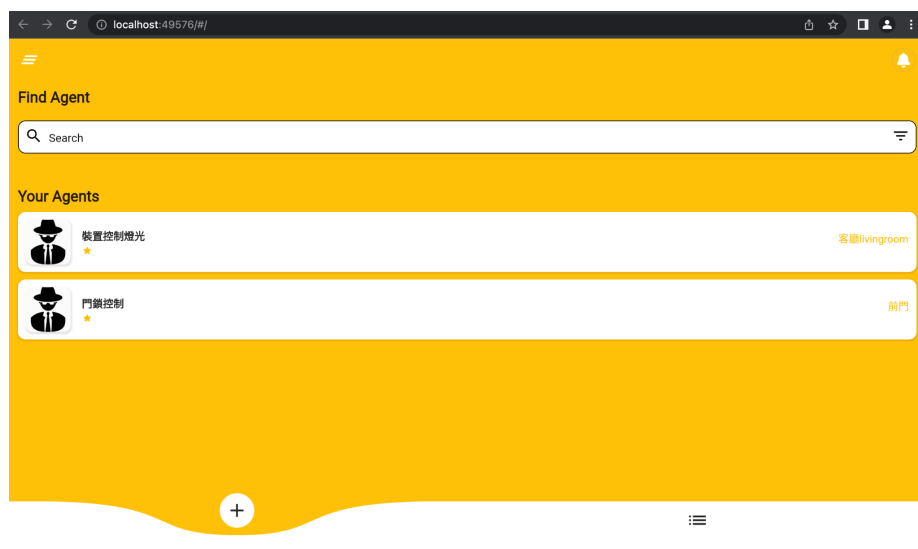 localhost:49576/#/
Find Agent
Search
Your Agents
裝置控制燈光
客廳livingroom
門鎖控制
前門